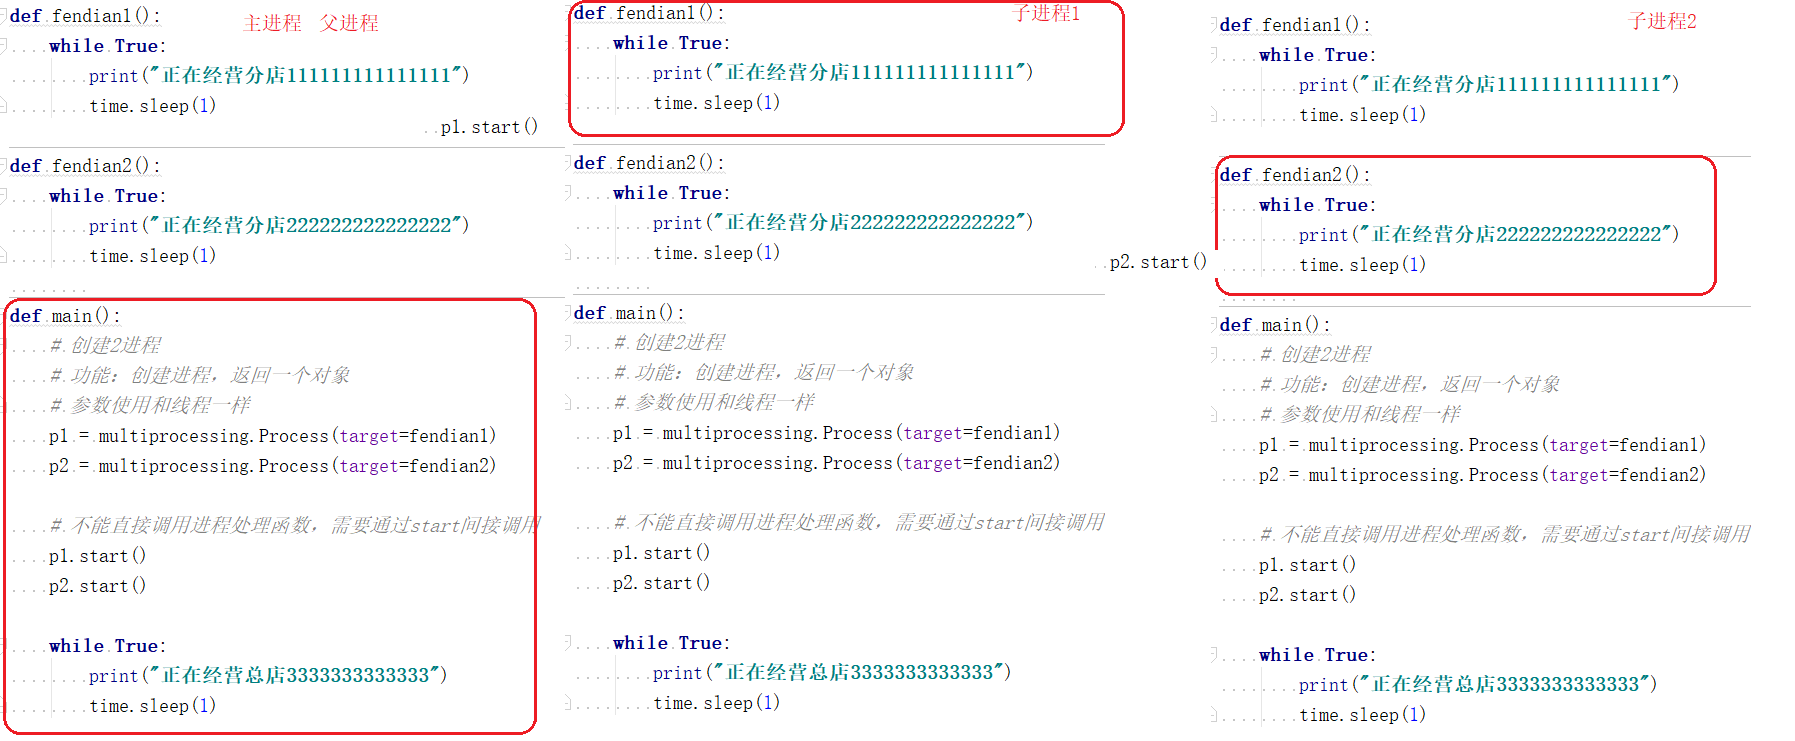 def fendian1():
主进程 父进程
while True:
print("正在经营分店111111111111111")
time.sleep(1)
p1.start()
def fendian2():
while True:
print("正在经营分店222222222222222")
time.sleep(1)
def main():
# 创建2进程
# 功能：创建进程，返回一个对象
# 参数使用和线程一样
p1 = multiprocessing.Process(target=fendian1)
p2 = multiprocessing.Process(target=fendian2)
# 不能直接调用进程处理函数，需要通过start间接调用
p1.start()
p2.start()
while True:
print("正在经营总店3333333333333")
time.sleep(1)
def fendian1():
子进程1
while True:
print("正在经营分店111111111111111")
time.sleep(1)
def fendian2():
while True:
print("正在经营分店222222222222222")
time.sleep(1)
p2.start()
def main():
# 创建2进程
# 功能：创建进程，返回一个对象
# 参数使用和线程一样
p1 = multiprocessing.Process(target=fendian1)
p2 = multiprocessing.Process(target=fendian2)
# 不能直接调用进程处理函数，需要通过start间接调用
p1.start()
p2.start()
while True:
print("正在经营总店3333333333333")
time.sleep(1)
def fendian1():
子进程2
while True:
print("正在经营分店111111111111111")
time.sleep(1)
def fendian2():
while True:
print("正在经营分店222222222222222")
time.sleep(1)
def main():
# 创建2进程
# 功能：创建进程，返回一个对象
# 参数使用和线程一样
p1 = multiprocessing.Process(target=fendian1)
p2 = multiprocessing.Process(target=fendian2)
# 不能直接调用进程处理函数，需要通过start间接调用
p1.start()
p2.start()
while True:
print("正在经营总店3333333333333")
time.sleep(1)